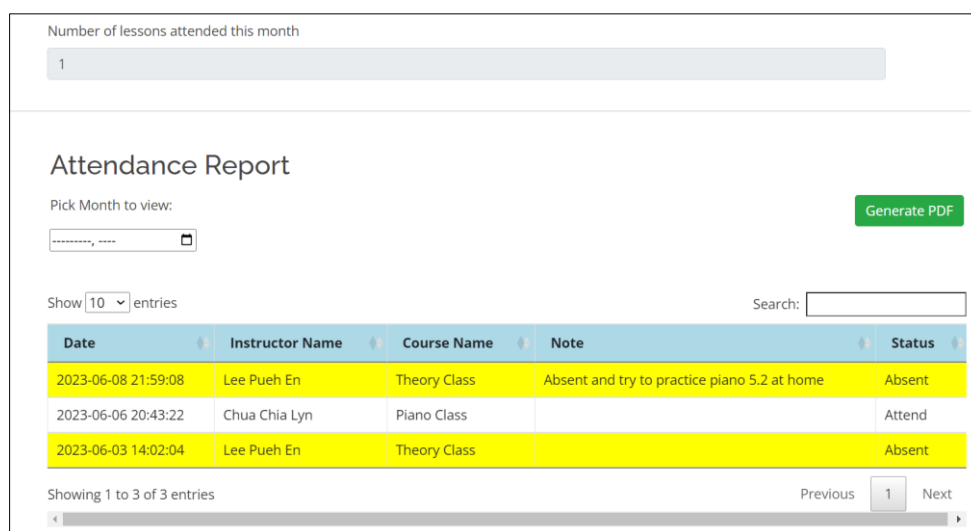 Number of lessons attended this month
1
Attendance Report
Pick Month to view:
Generate PDF
---------, ----
Show 10 entries
Search:
Date Instructor Name Course Name Note Status
2023-06-08 21:59:08 Lee Pueh En Theory Class Absent and try to practice piano 5.2 at home Absent
2023-06-06 20:43:22 Chua Chia Lyn Piano Class Attend
2023-06-03 14:02:04 Lee Pueh En Theory Class Absent
Showing 1 to 3 of 3 entries
Previous 1 Next